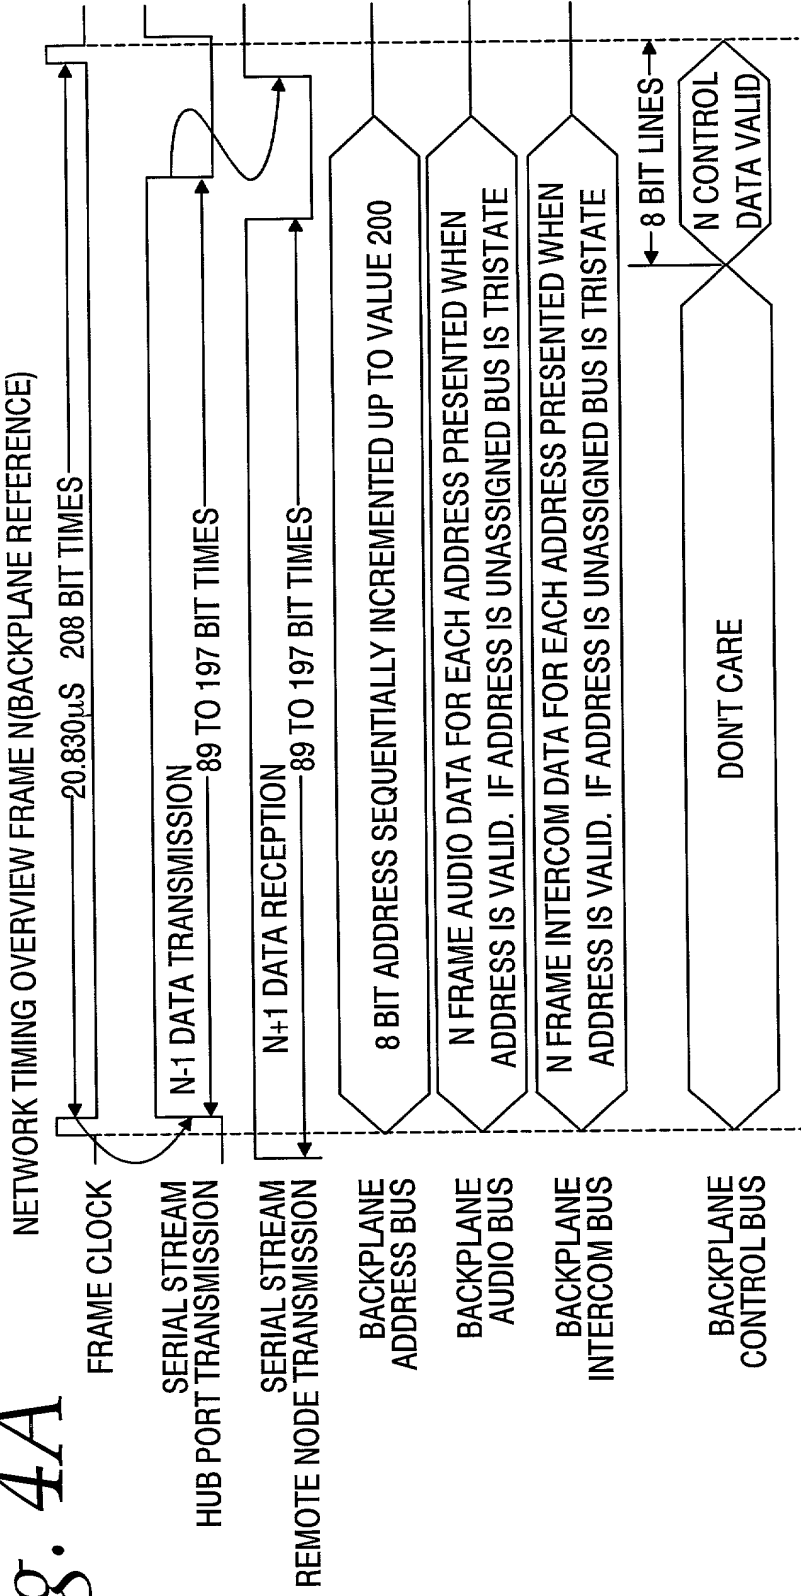 g. 4A
NETWORK TIMING OVERVIEW FRAME N(BACKPLANE REFERENCE)
FRAME CLOCK
20.830µS 208 BIT TIMES
SERIAL STREAM
HUB PORT TRANSMISSION
N-1 DATA TRANSMISSION
89 TO 197 BIT TIMES
SERIAL STREAM
REMOTE NODE TRANSMISSION
N+1 DATA RECEPTION
89 TO 197 BIT TIMES
BACKPLANE
ADDRESS BUS
8 BIT ADDRESS SEQUENTIALLY INCREMENTED UP TO VALUE 200
BACKPLANE
AUDIO BUS
N FRAME AUDIO DATA FOR EACH ADDRESS PRESENTED WHEN
ADDRESS IS VALID. IF ADDRESS IS UNASSIGNED BUS IS TRISTATE
BACKPLANE
INTERCOM BUS
N FRAME INTERCOM DATA FOR EACH ADDRESS PRESENTED WHEN
ADDRESS IS VALID. IF ADDRESS IS UNASSIGNED BUS IS TRISTATE
8 BIT LINES
BACKPLANE
CONTROL BUS
DON'T CARE
N CONTROL
DATA VALID